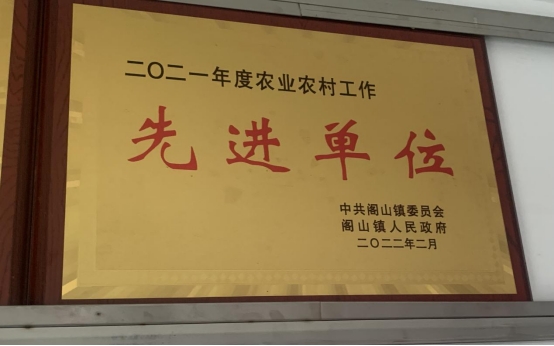 二〇二一年度农业农村工作
先进单位
中共阁山镇委员会
阁山镇人民政府
二〇二二年二月